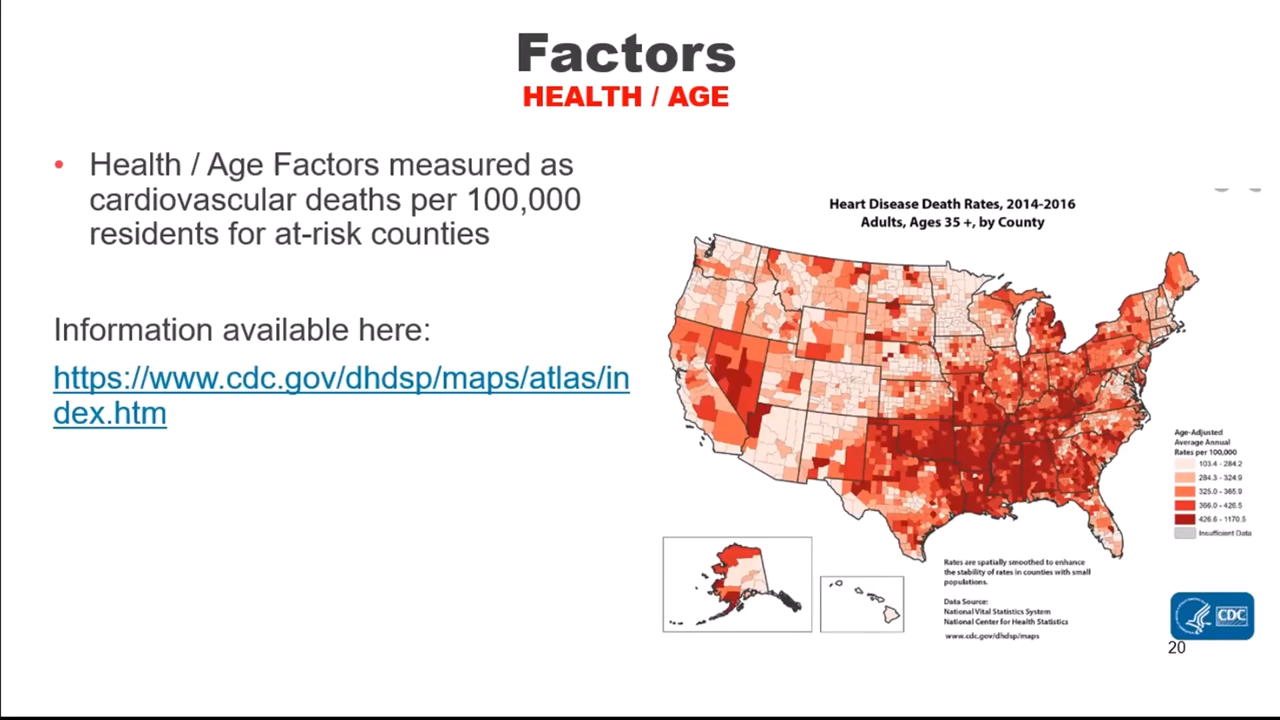 Factors
HEALTH / AGE
• Health / Age Factors measured as
cardiovascular deaths per 100,000
residents for at-risk counties
Information available here:
https://www.cdc.gov/dhdsp/maps/atlas/in
dex.htm
Heart Disease Death Rates, 2014-2016
Adults, Ages 35 +, by County
Age-Adjusted
Average Annual
Rates per 100,000
103.4 - 284.2
284.3 - 324.9
325.0 - 365.9
366.0 - 426.5
426.6 - 1170.5
Insufficient Data
Rates are spatially smoothed to enhance
the stability of rates in counties with small
populations.
Data Source:
National Vital Statistics System
National Center for Health Statistics
www.cdc.gov/dhdsp/maps
CDC
20